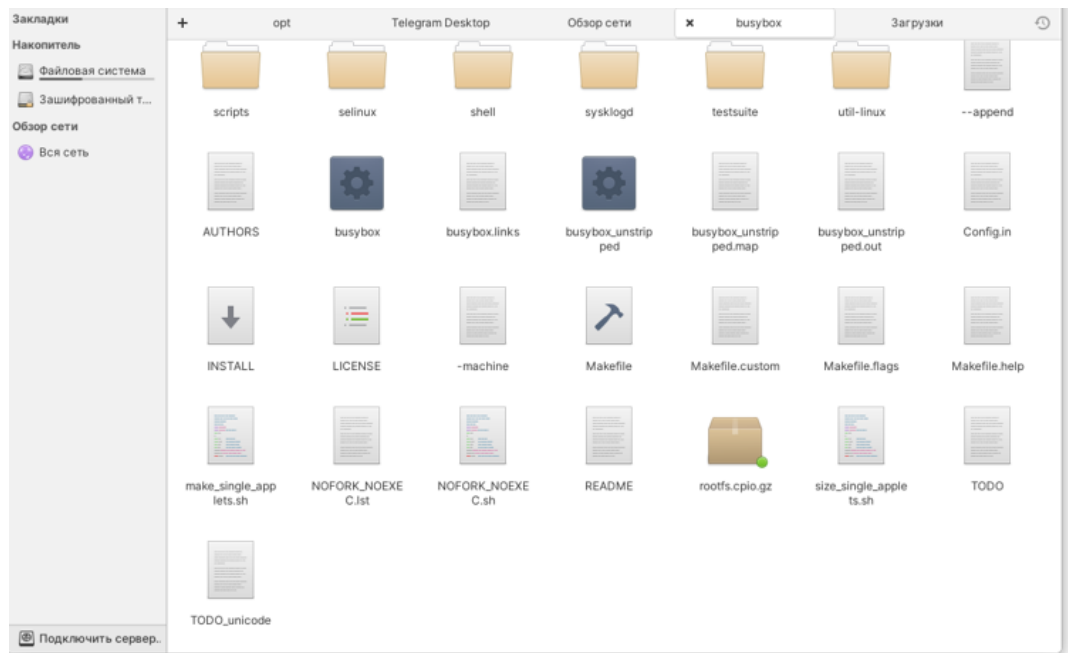 Закладки
Накопитель
Файловая система
Зашифрованный т...
Обзор сети
Вся сеть
Подключить сервер..
+ opt Telegram Desktop Обзор сети × busybox Загрузки
scripts selinux shell sysklogd testsuite util-linux --append
AUTHORS busybox busybox.links busybox_unstrip busybox_unstrip busybox_unstrip Config.in
ped ped.map ped.out
INSTALL LICENSE -machine Makefile Makefile.custom Makefile.flags Makefile.help
make_single_app NOFORK_NOEXE NOFORK_NOEXE README rootfs.cpio.gz size_single_apple TODO
lets.sh C.lst C.sh ts.sh
TODO_unicode